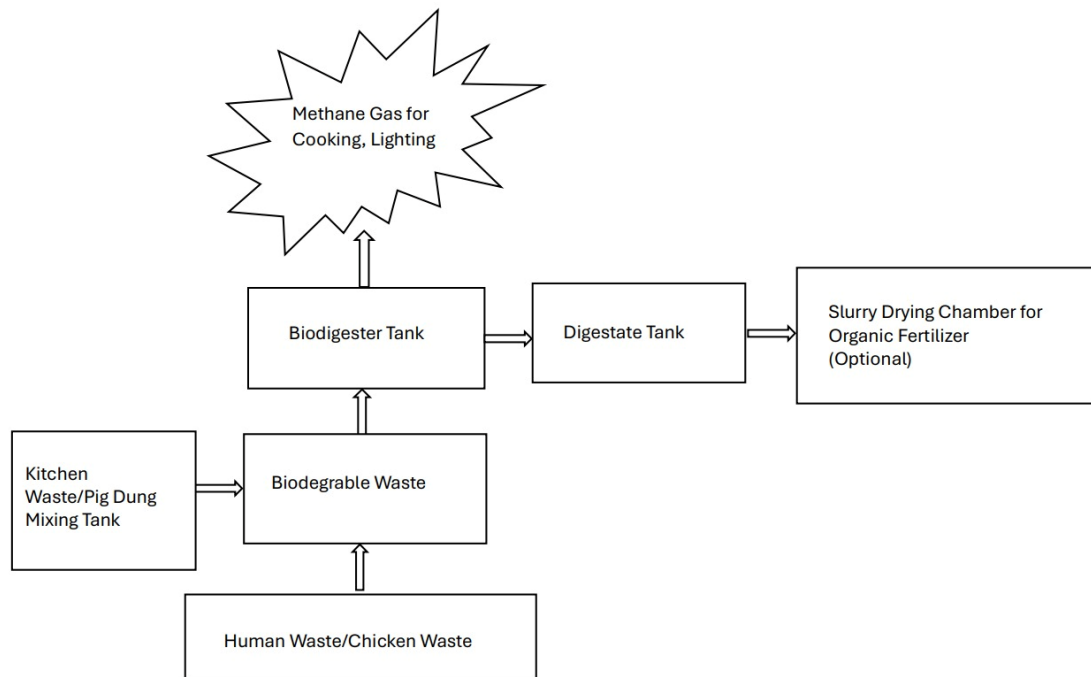 Methane Gas for
Cooking, Lighting
Biodigester Tank
Digestate Tank
Slurry Drying Chamber for
Organic Fertilizer
(Optional)
Kitchen
Waste/Pig Dung
Mixing Tank
Biodegrable Waste
Human Waste/Chicken Waste